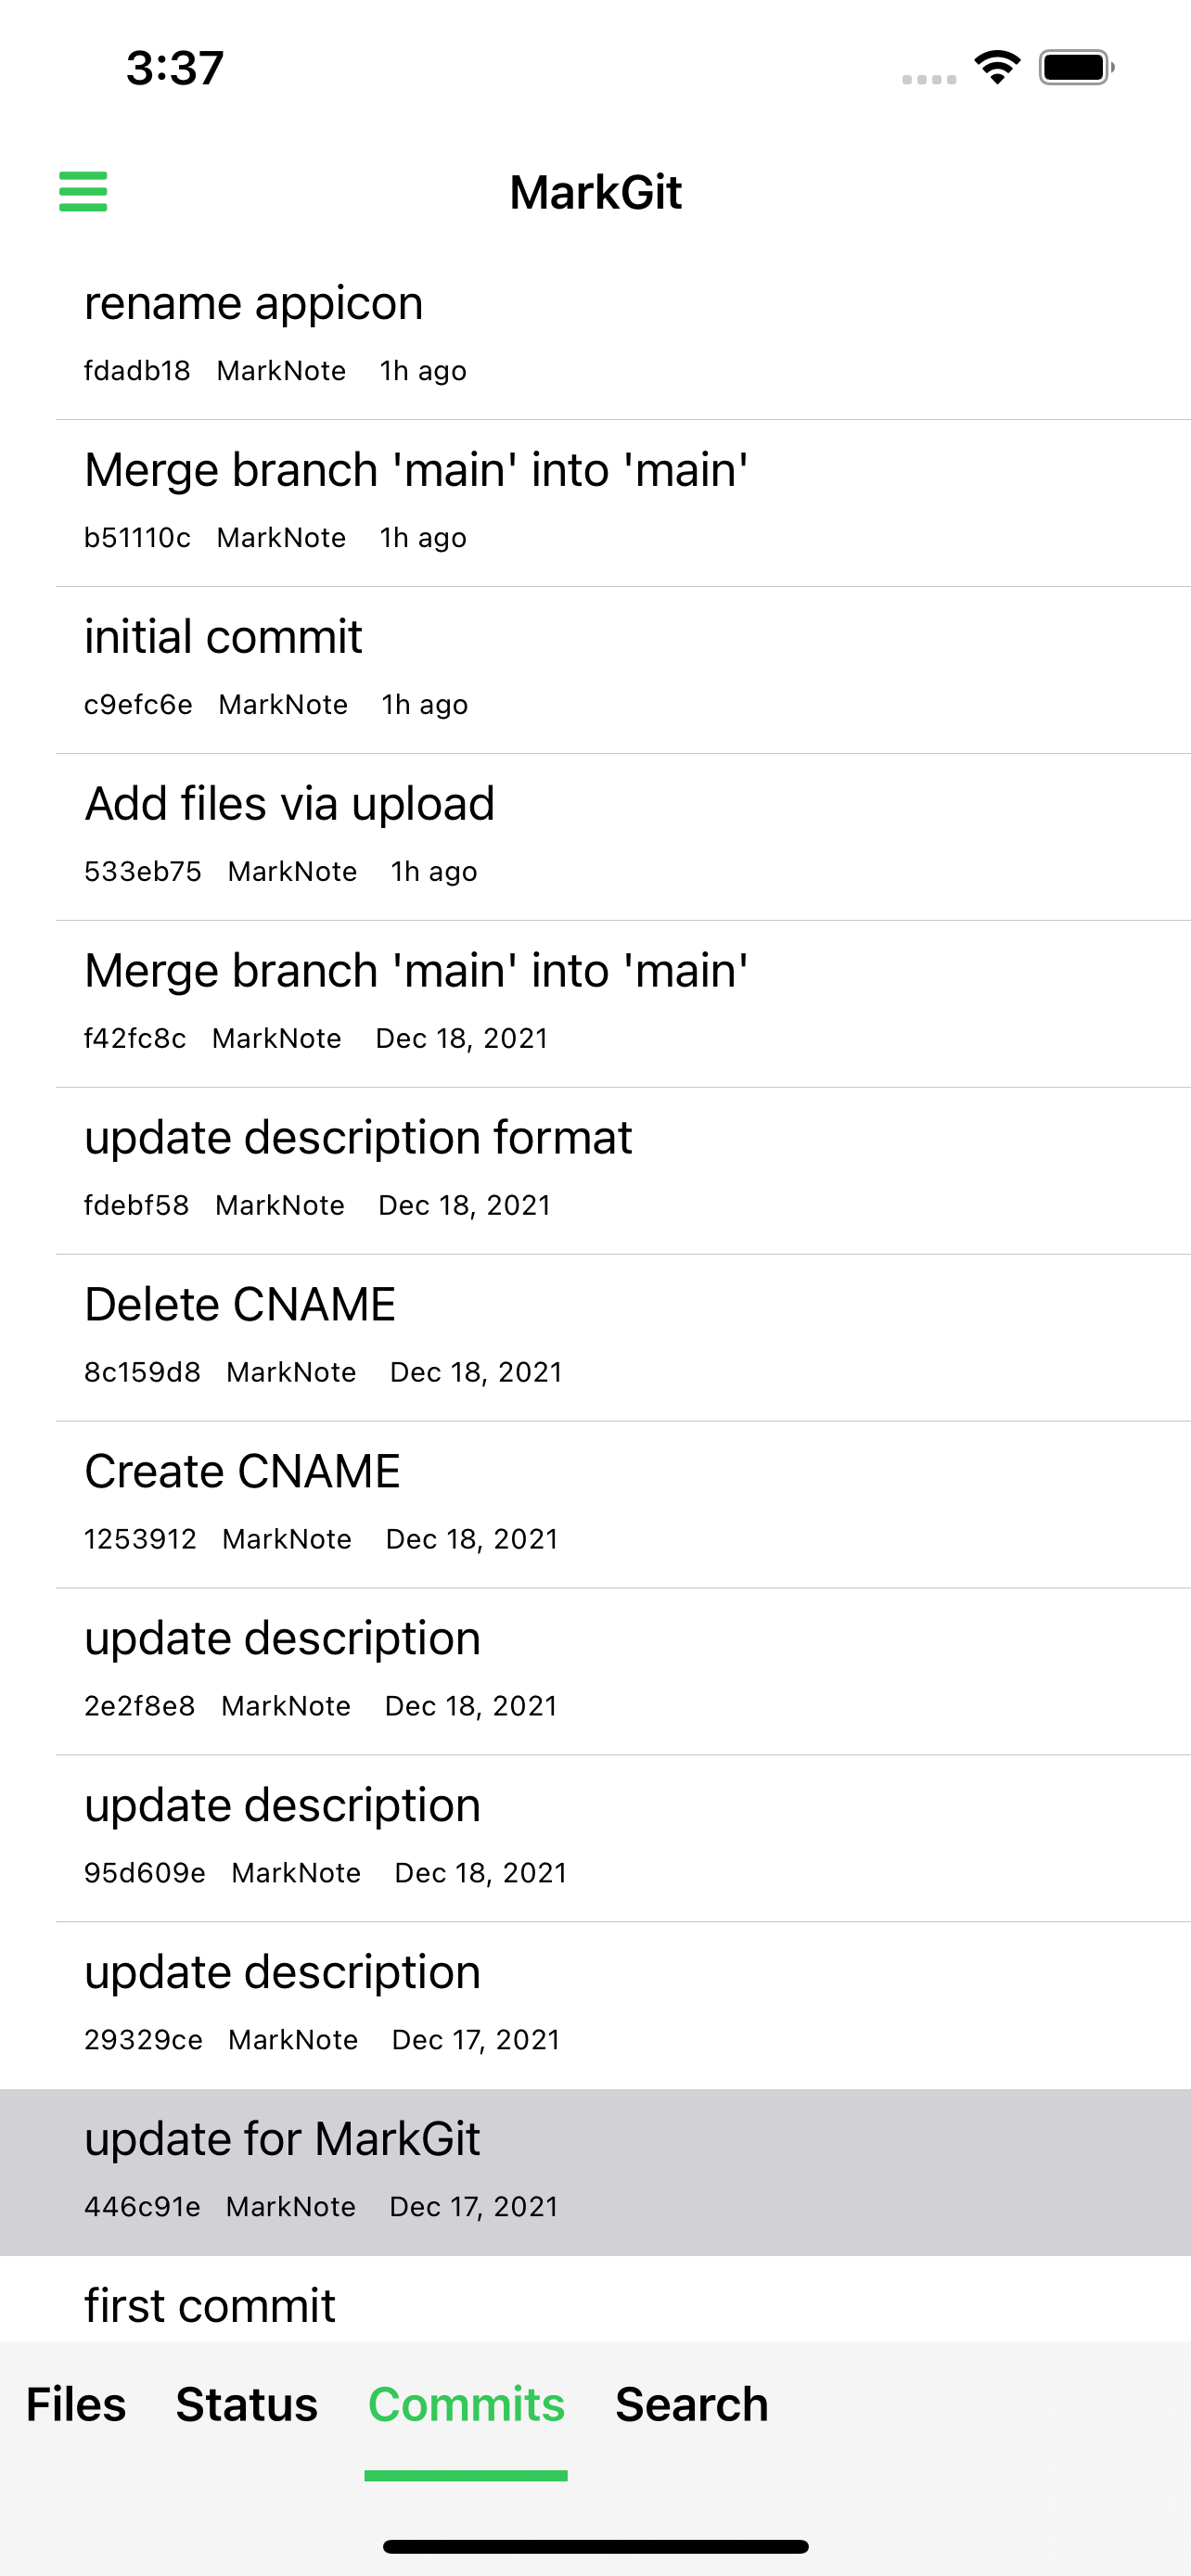 3:37
MarkGit
rename appicon
fdadb18 MarkNote 1h ago
Merge branch 'main' into 'main'
b51110c MarkNote 1h ago
initial commit
c9efc6e MarkNote 1h ago
Add files via upload
533eb75 MarkNote 1h ago
Merge branch 'main' into 'main'
f42fc8c MarkNote Dec 18, 2021
update description format
fdebf58 MarkNote Dec 18, 2021
Delete CNAME
8c159d8 MarkNote Dec 18, 2021
Create CNAME
1253912 MarkNote Dec 18, 2021
update description
2e2f8e8 MarkNote Dec 18, 2021
update description
95d609e MarkNote Dec 18, 2021
update description
29329ce MarkNote Dec 17, 2021
update for MarkGit
446c91e MarkNote Dec 17, 2021
first commit
Files Status Commits Search